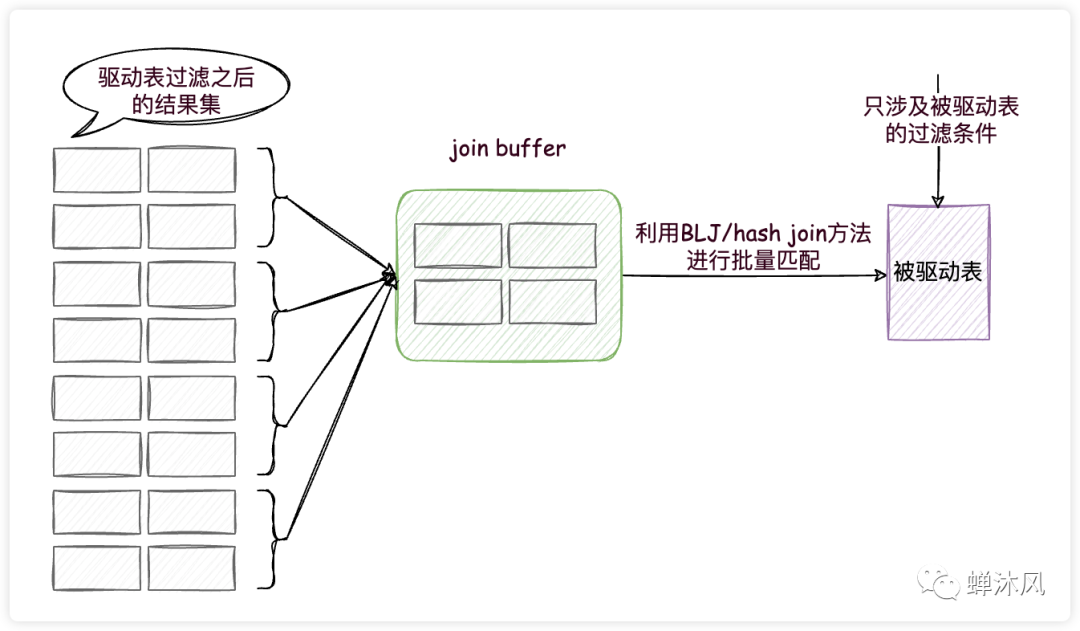 驱动表过滤之后
的结果集
join buffer
只涉及被驱动表
的过滤条件
利用BLJ/hash join方法
进行批量匹配
被驱动表
蝉沐风